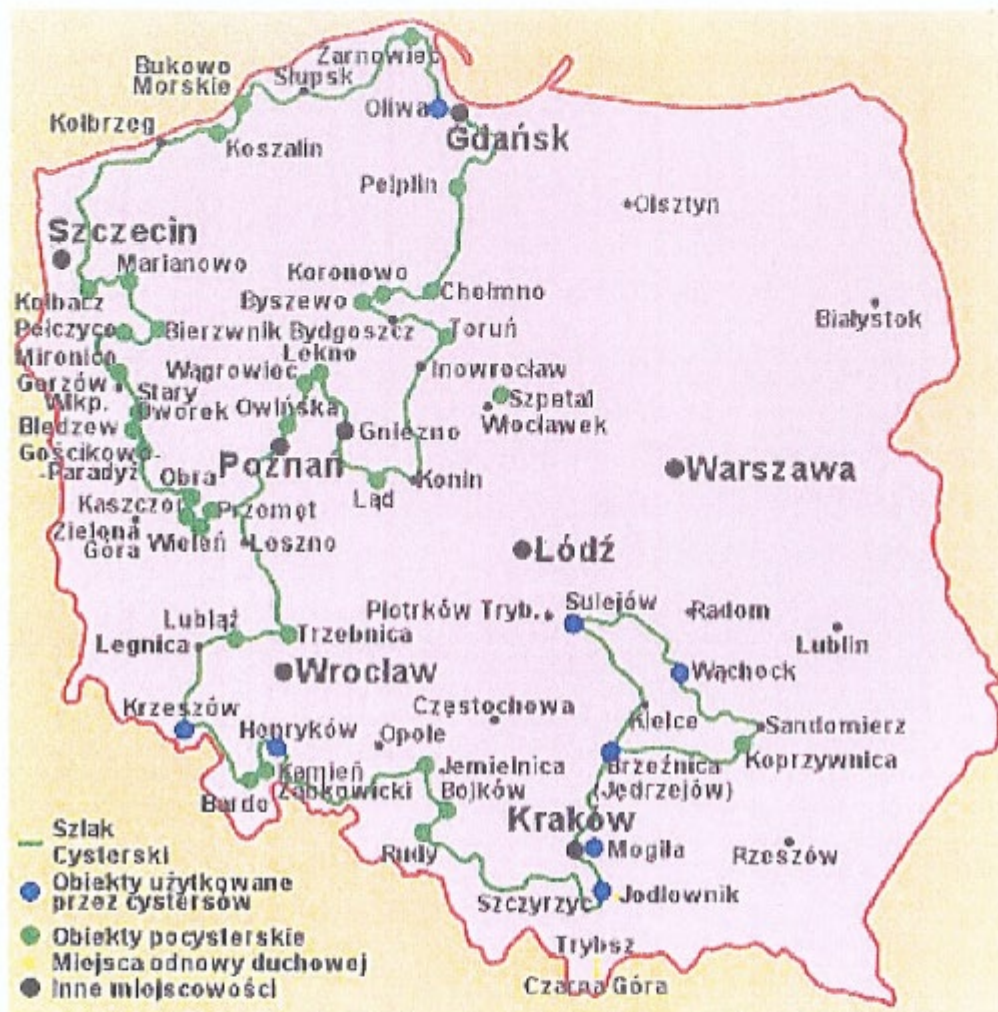 Żarnowiec
Bukowo
Morskie
Słupsk
Oliwa
Gdańsk
Kołbrzeg
Koszalin
Pelplin
Olsztyn
Szczecin
Marianowo
Koronowo
Chełmno
Kołbacz
Byszewo
Białystok
Pełczyce
Bierzwnik
Bydgoszcz
Toruń
Mironice
Łekno
Wągrowiec
Inowrocław
Gorzów
Wlkp.
Stary
Dworek
Owińska
Szpetal
Włocławek
Bledzew
Gniezno
Gościkowo-
-Paradyż
Poznań
Warszawa
Obra
Ląd
Konin
Kaszczor
Przemęt
Zielona
Góra
Wieleń
Leszno
Łódź
Piotrków Tryb.
Sulejów
Radom
Lubiąż
Trzebnica
Lublin
Legnica
Wrocław
Wąchock
Krzeszów
Częstochowa
Kielce
Sandomierz
Henryków
Opole
Koprzywnica
Kamień
Ząbkowicki
Jemielnica
Brzeźnica
(Jędrzejów)
Bardo
Bojków
Kraków
Rudy
Mogiła
Rzeszów
Szczyrzyc
Jodłownik
Trybsz
Czarna Góra
Szlak
Cysterski
Obiekty użytkowane
przez cystersów
Obiekty pocysterskie
Miejsca odnowy duchowej
Inne miejscowości